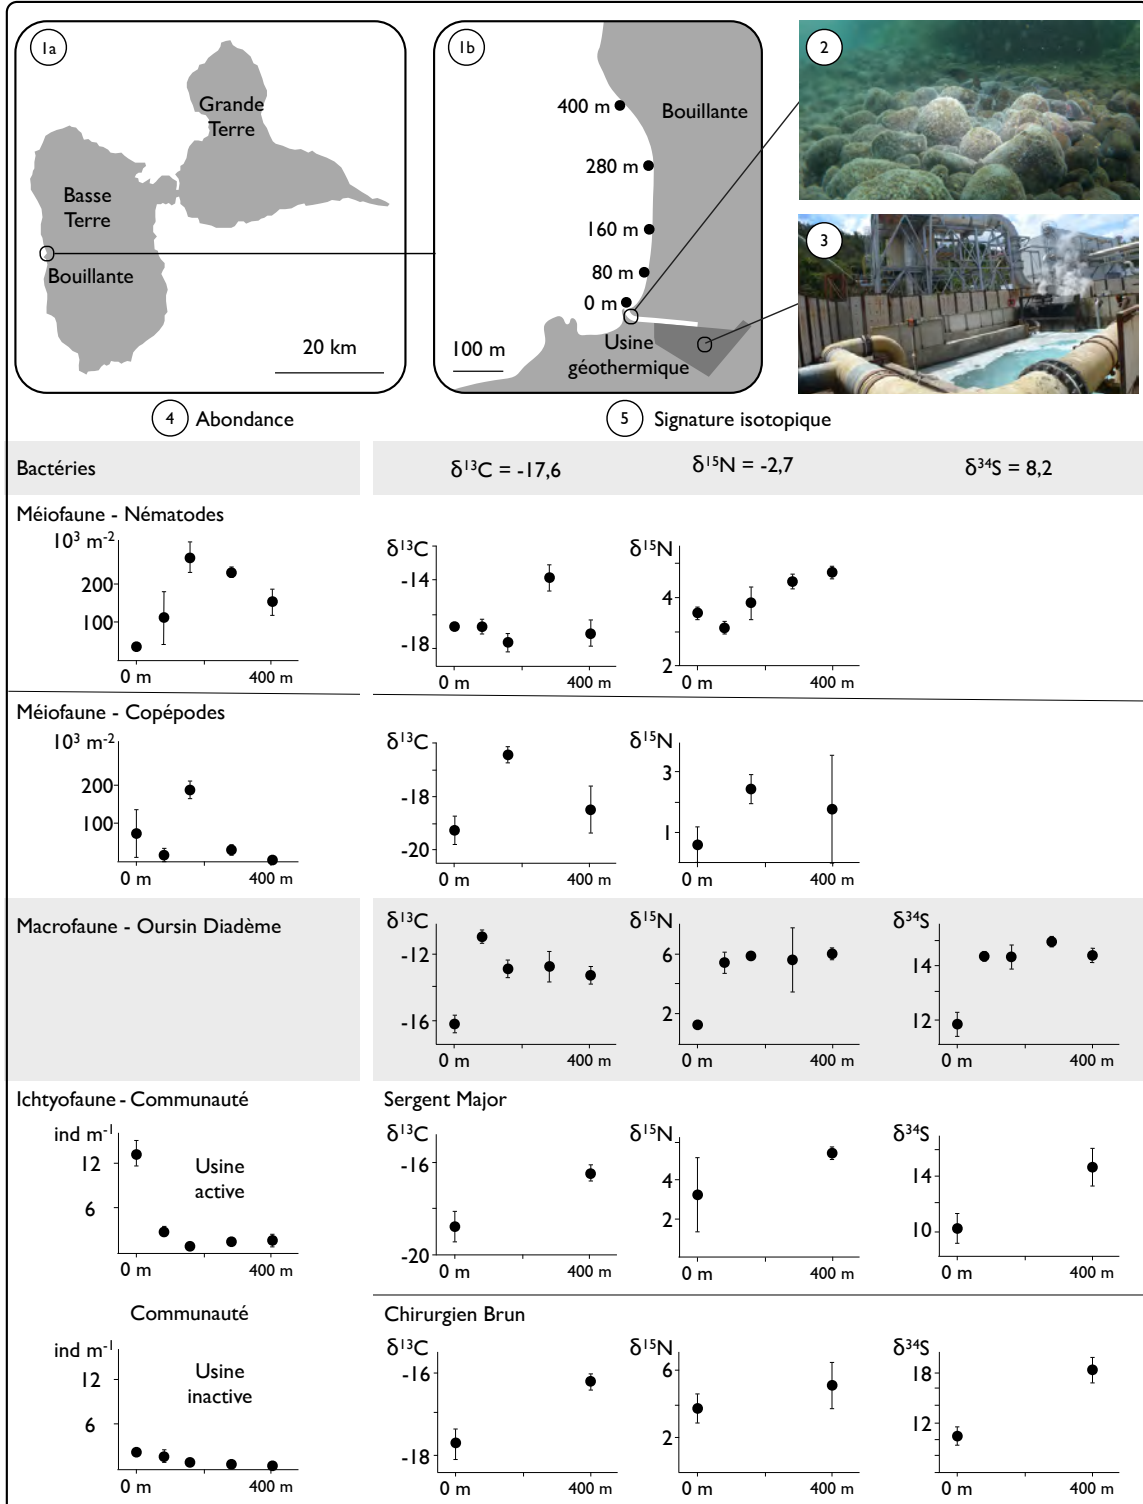 1a
Grande
Terre
Basse
Terre
Bouillante
20 km
1b
400 m
Bouillante
280 m
160 m
80 m
0 m
100 m
Usine
géothermique
2
3
4 Abondance
5 Signature isotopique
Bactéries
δ¹³C = -17,6
δ¹⁵N = -2,7
δ³⁴S = 8,2
Méiofaune - Nématodes
10³ m⁻²
200
100
0 m
400 m
δ¹³C
-14
-18
0 m
400 m
δ¹⁵N
4
2
0 m
400 m
Méiofaune - Copépodes
10³ m⁻²
200
100
0 m
400 m
δ¹³C
-18
-20
0 m
400 m
δ¹⁵N
3
1
0 m
400 m
Macrofaune - Oursin Diadème
δ¹³C
-12
-16
0 m
400 m
δ¹⁵N
6
2
0 m
400 m
δ³⁴S
14
12
0 m
400 m
Ichtyofaune - Communauté
ind m⁻¹
12
6
Usine
active
0 m
400 m
Sergent Major
δ¹³C
-16
-20
0 m
400 m
δ¹⁵N
4
2
0 m
400 m
δ³⁴S
14
10
0 m
400 m
Communauté
ind m⁻¹
12
6
Usine
inactive
0 m
400 m
Chirurgien Brun
δ¹³C
-16
-18
0 m
400 m
δ¹⁵N
6
2
0 m
400 m
δ³⁴S
18
12
0 m
400 m